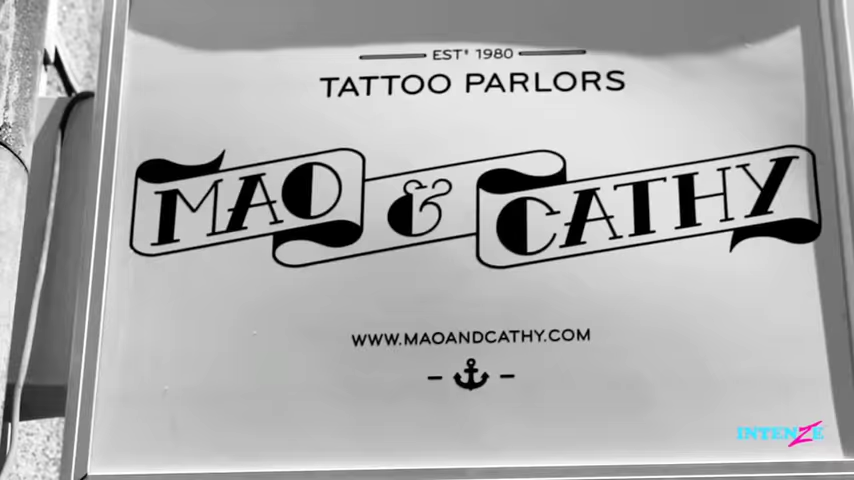 EST' 1980
TATTOO PARLORS
MAO & CATHY
WWW.MAOANDCATHY.COM
INTENZE